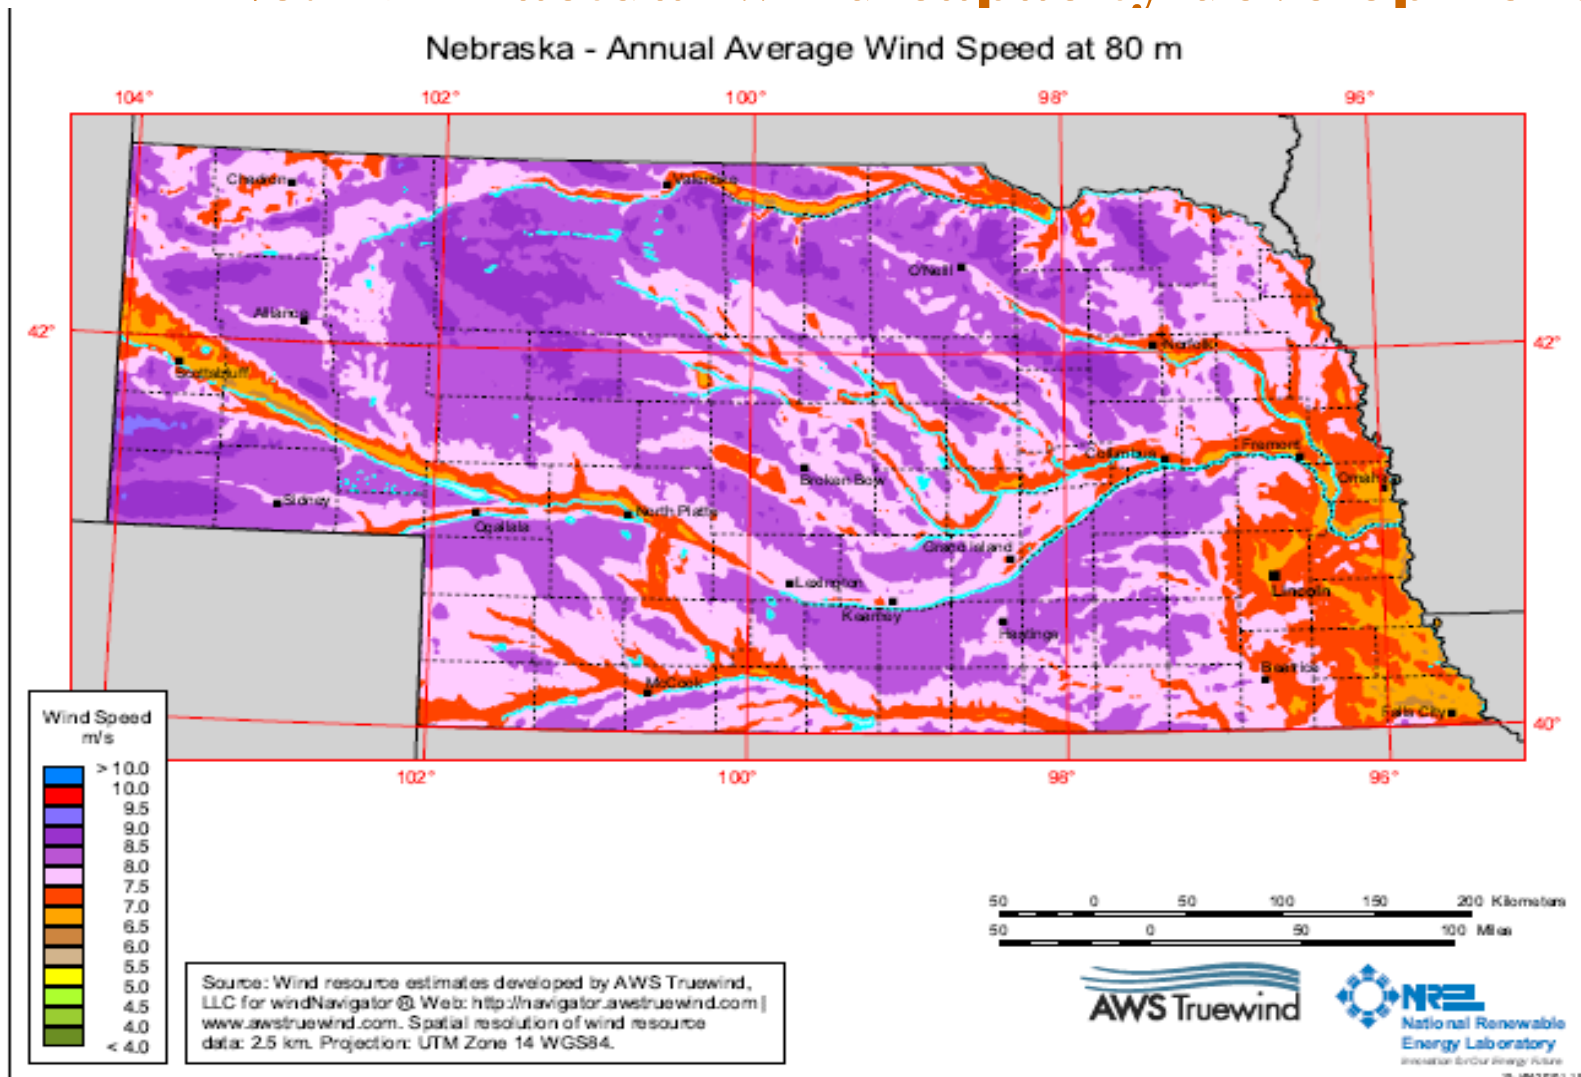 Nebraska - Annual Average Wind Speed at 80 m
104° 102° 100° 98° 96°
Chadron
Valentine
O'Neill
Alliance
42° 42°
Norfolk
Scottsbluff
Fremont
Columbus
Broken Bow
Omaha
Sidney
North Platte
Ogallala
Grand Island
Lexington
Lincoln
Kearney
Hastings
Beatrice
McCook
Falls City
40°
102° 100° 98° 96°
Wind Speed
m/s
> 10.0
10.0
9.5
9.0
8.5
8.0
7.5
7.0
6.5
6.0
5.5
5.0
4.5
4.0
< 4.0
50 0 50 100 150 200 Kilometers
50 0 50 100 Miles
Source: Wind resource estimates developed by AWS Truewind,
LLC for windNavigator ®. Web: http://navigator.awstruewind.com |
www.awstruewind.com. Spatial resolution of wind resource
data: 2.5 km. Projection: UTM Zone 14 WGS84.
AWS Truewind
NREL
National Renewable
Energy Laboratory
Innovation for Our Energy Future